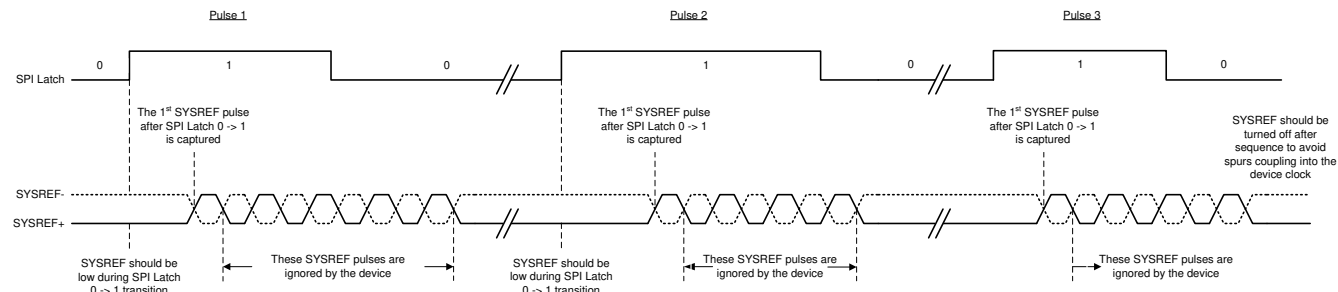 Pulse 1
Pulse 2
Pulse 3
SPI Latch
0
1
0
1
0
1
0
The 1st SYSREF pulse
after SPI Latch 0 -> 1
is captured
The 1st SYSREF pulse
after SPI Latch 0 -> 1
is captured
The 1st SYSREF pulse
after SPI Latch 0 -> 1
is captured
SYSREF should be
turned off after
sequence to avoid
spurs coupling into the
device clock
SYSREF-
SYSREF+
SYSREF should be
low during SPI Latch
0 -> 1 transition
These SYSREF pulses are
ignored by the device
SYSREF should be
low during SPI Latch
0 -> 1 transition
These SYSREF pulses are
ignored by the device
These SYSREF pulses are
ignored by the device